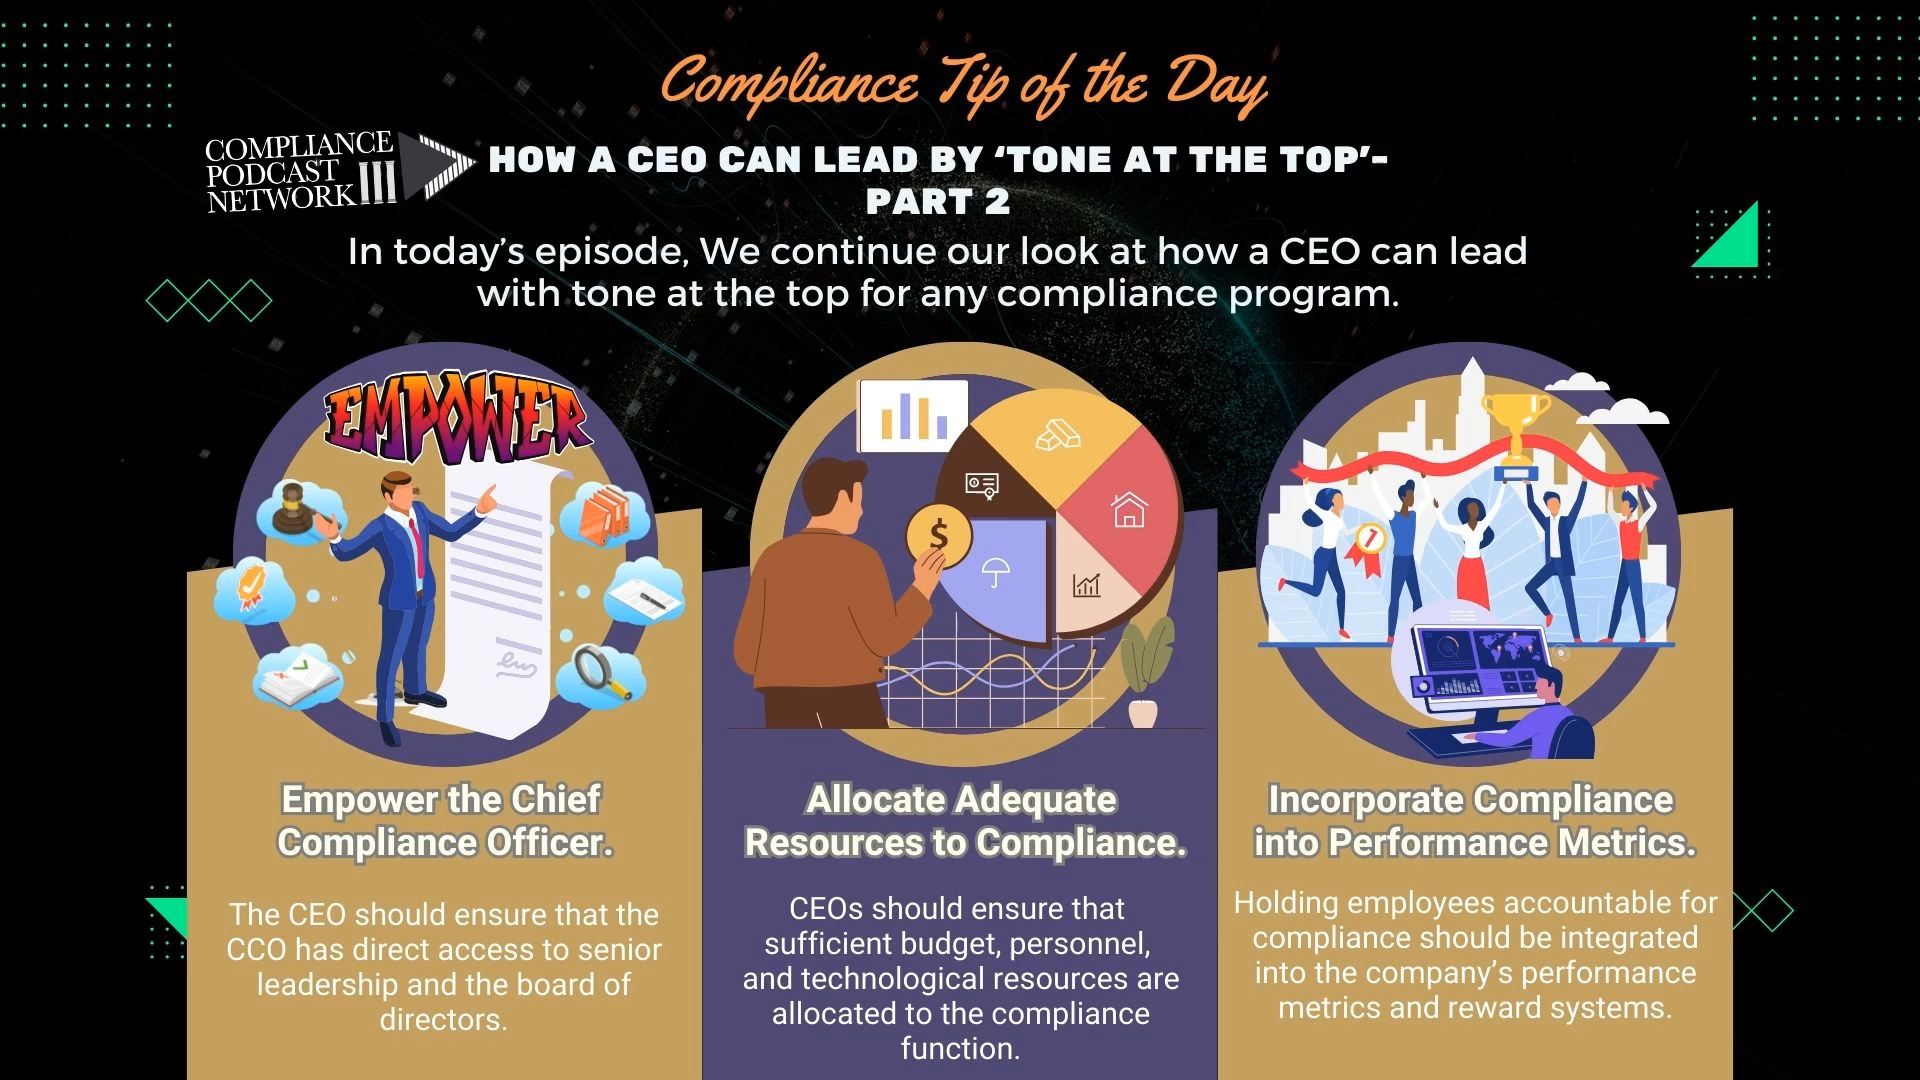 Compliance Tip of the Day
COMPLIANCE
PODCAST
NETWORK
HOW A CEO CAN LEAD BY ‘TONE AT THE TOP’-
PART 2
In today’s episode, We continue our look at how a CEO can lead
with tone at the top for any compliance program.
EMPOWER
$
1
Empower the Chief
Compliance Officer.
The CEO should ensure that the
CCO has direct access to senior
leadership and the board of
directors.
Allocate Adequate
Resources to Compliance.
CEOs should ensure that
sufficient budget, personnel,
and technological resources are
allocated to the compliance
function.
Incorporate Compliance
into Performance Metrics.
Holding employees accountable for
compliance should be integrated
into the company’s performance
metrics and reward systems.